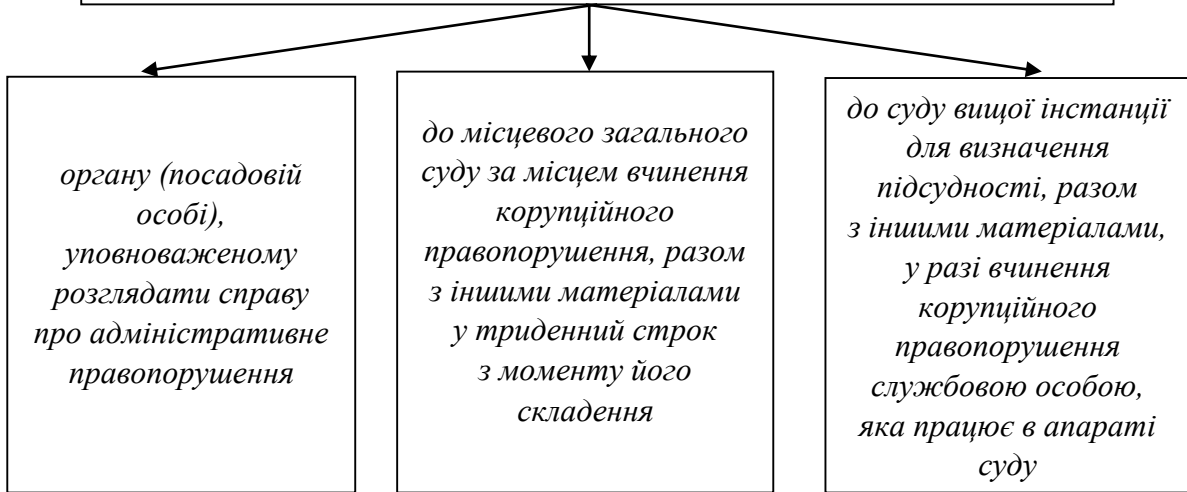 органу (посадовій
особі),
уповноваженому
розглядати справу
про адміністративне
правопорушення
до місцевого загального
суду за місцем вчинення
корупційного
правопорушення, разом
з іншими матеріалами
у триденний строк
з моменту його
складення
до суду вищої інстанції
для визначення
підсудності, разом
з іншими матеріалами,
у разі вчинення
корупційного
правопорушення
службовою особою,
яка працює в апараті
суду